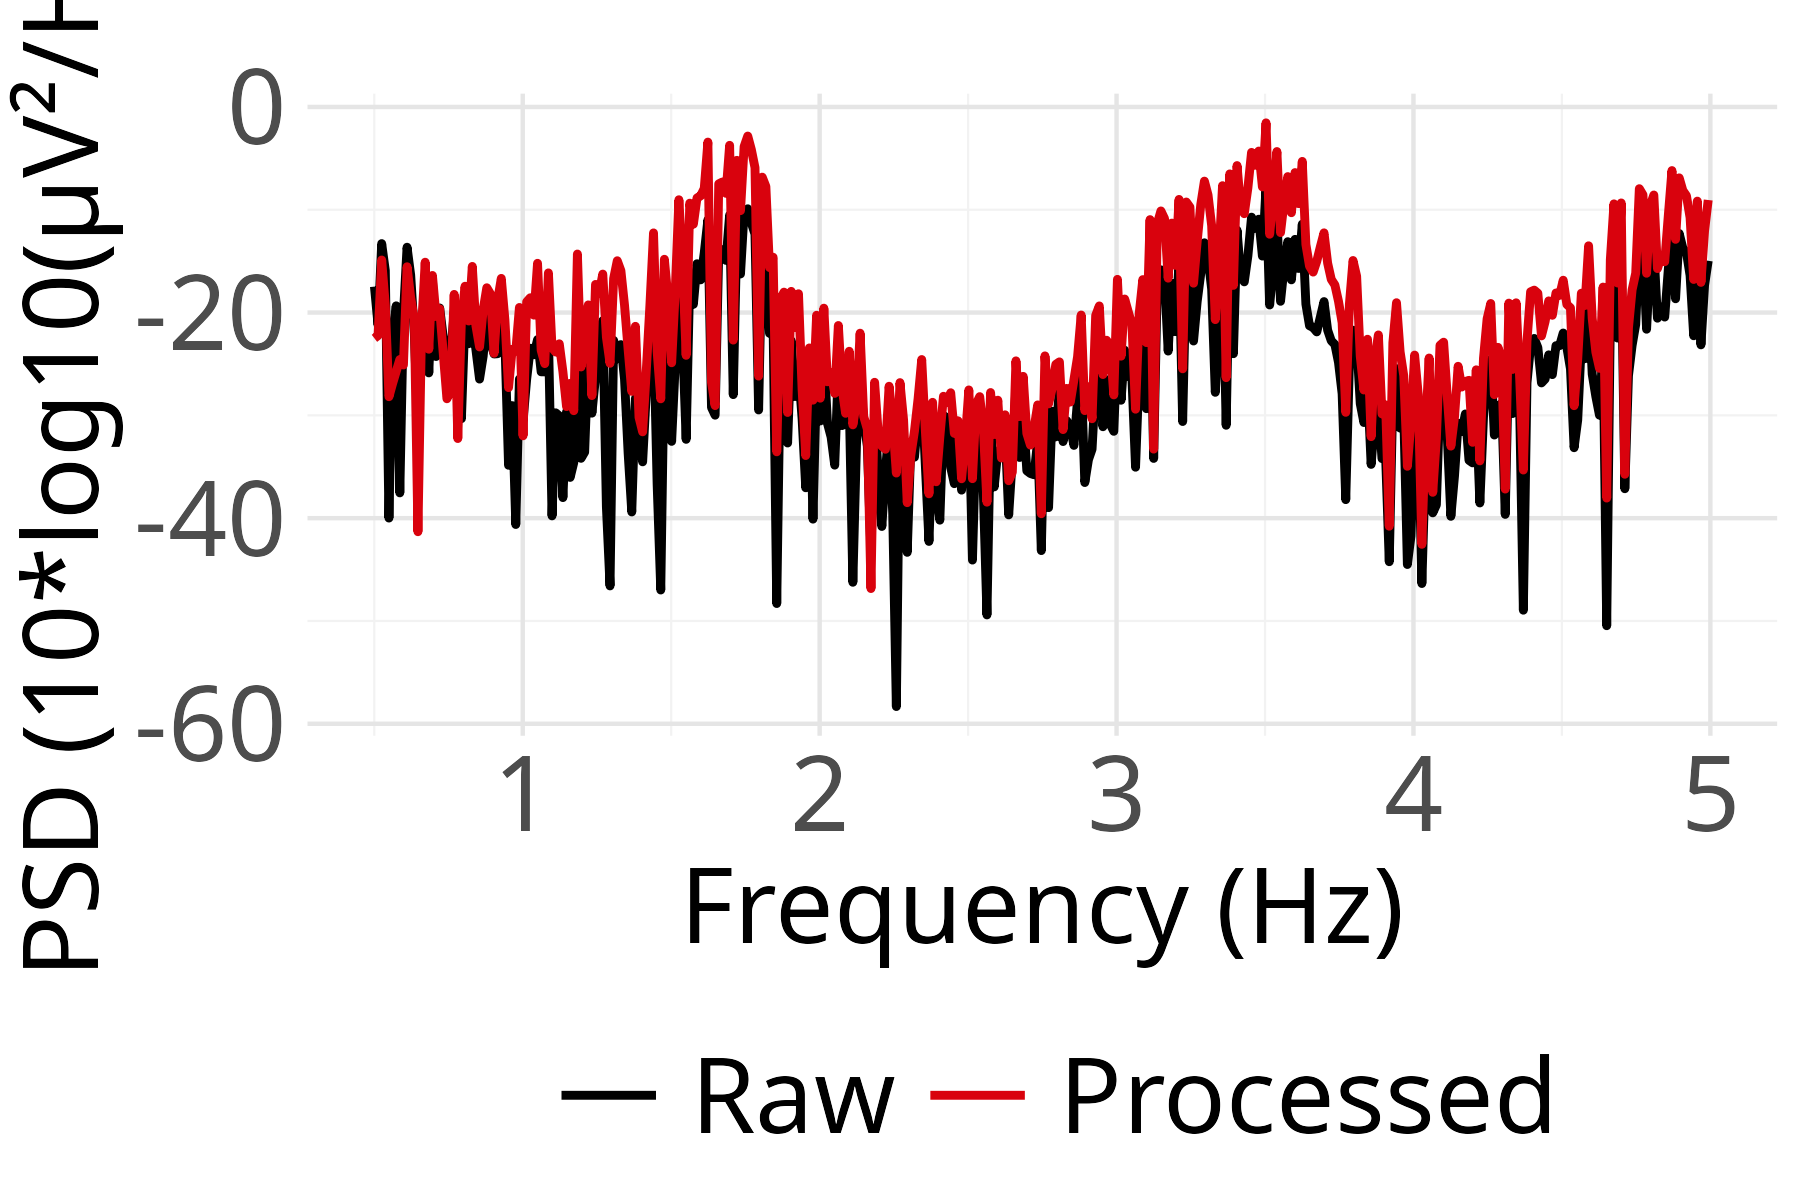 PSD (10*log10(µV²/H
0
-20
-40
-60
1 2 3 4 5
Frequency (Hz)
Raw Processed